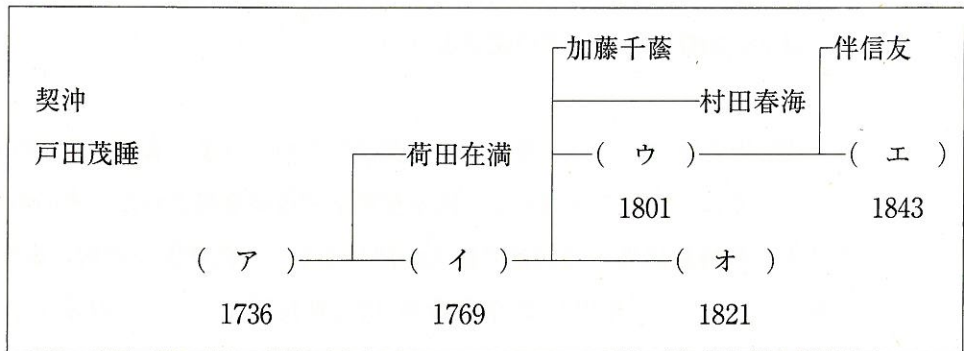 加藤千蔭 伴信友
契沖 村田春海
戸田茂睡 荷田在満 ( ウ ) ( エ )
1801 1843
( ア ) ( イ ) ( オ )
1736 1769 1821